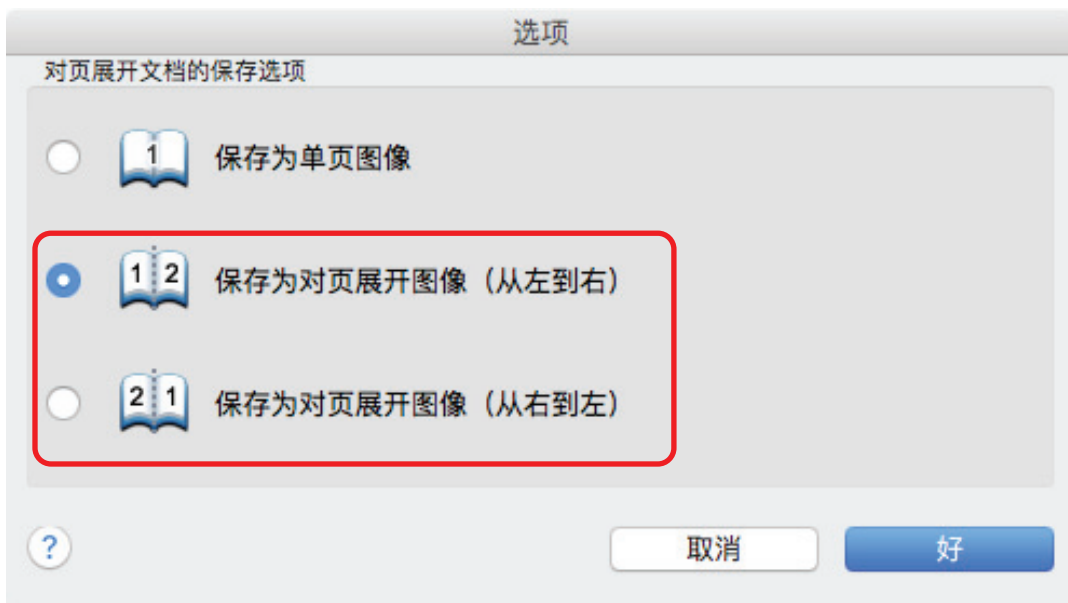 选项
对页展开文档的保存选项
1 保存为单页图像
1 2 保存为对页展开图像（从左到右）
2 1 保存为对页展开图像（从右到左）
? 取消 好